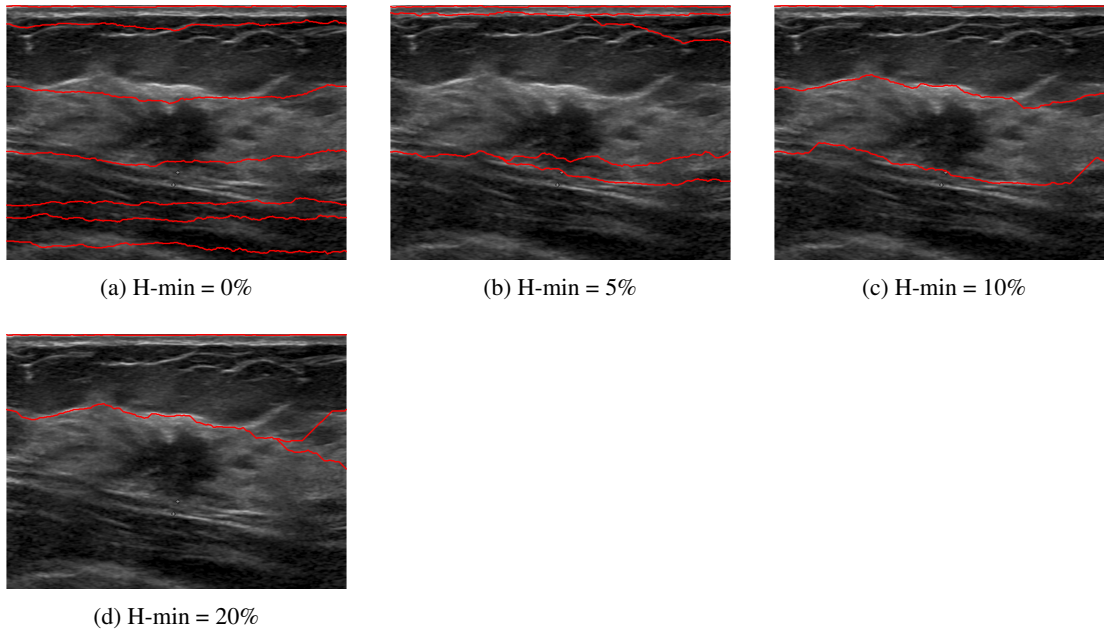 (a) H-min = 0%
(b) H-min = 5%
(c) H-min = 10%
(d) H-min = 20%